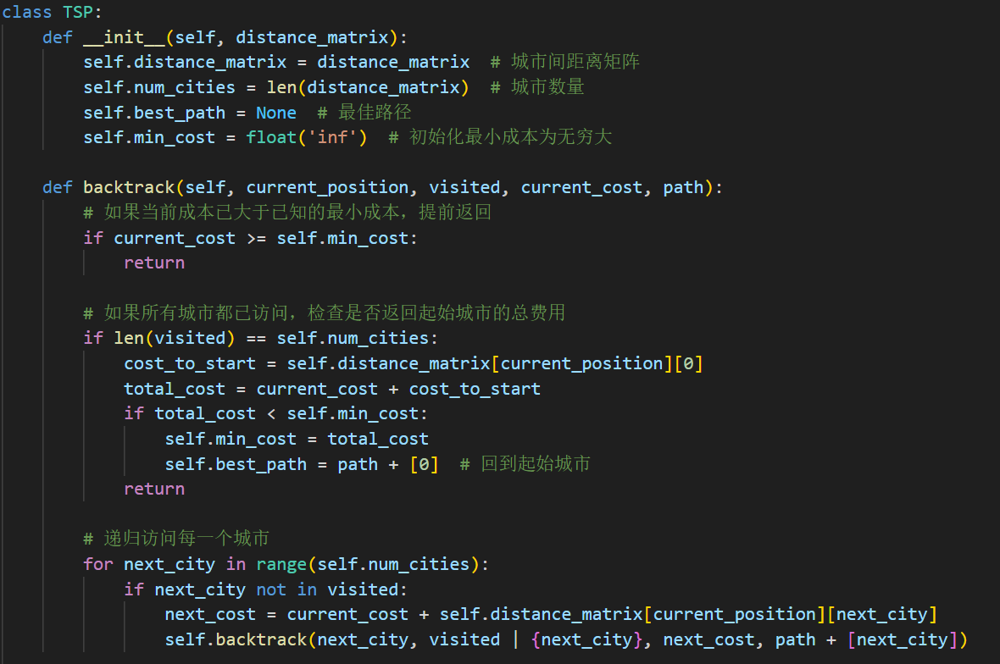 class TSP:
    def __init__(self, distance_matrix):
        self.distance_matrix = distance_matrix  # 城市间距离矩阵
        self.num_cities = len(distance_matrix)  # 城市数量
        self.best_path = None  # 最佳路径
        self.min_cost = float('inf')  # 初始化最小成本为无穷大

    def backtrack(self, current_position, visited, current_cost, path):
        # 如果当前成本已大于已知的最小成本，提前返回
        if current_cost >= self.min_cost:
            return

        # 如果所有城市都已访问，检查是否返回起始城市的总费用
        if len(visited) == self.num_cities:
            cost_to_start = self.distance_matrix[current_position][0]
            total_cost = current_cost + cost_to_start
            if total_cost < self.min_cost:
                self.min_cost = total_cost
                self.best_path = path + [0]  # 回到起始城市
            return

        # 递归访问每一个城市
        for next_city in range(self.num_cities):
            if next_city not in visited:
                next_cost = current_cost + self.distance_matrix[current_position][next_city]
                self.backtrack(next_city, visited | {next_city}, next_cost, path + [next_city])